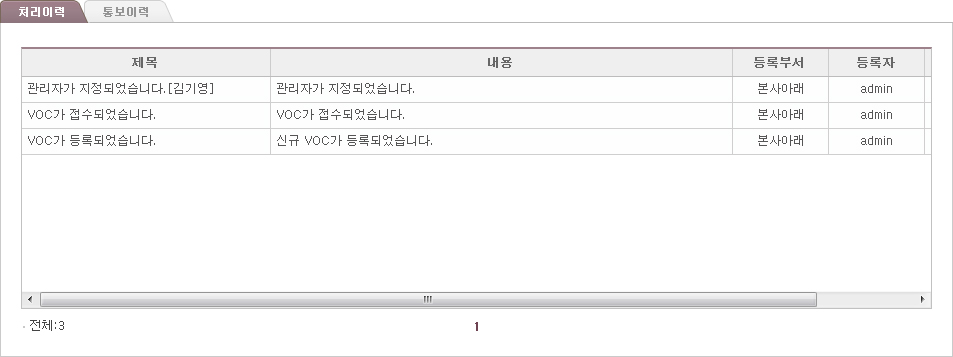 처리이력 통보이력
제목 내용 등록부서 등록자
관리자가 지정되었습니다.[김기영] 관리자가 지정되었습니다. 본사아래 admin
VOC가 접수되었습니다. VOC가 접수되었습니다. 본사아래 admin
VOC가 등록되었습니다. 신규 VOC가 등록되었습니다. 본사아래 admin
전체:3 1